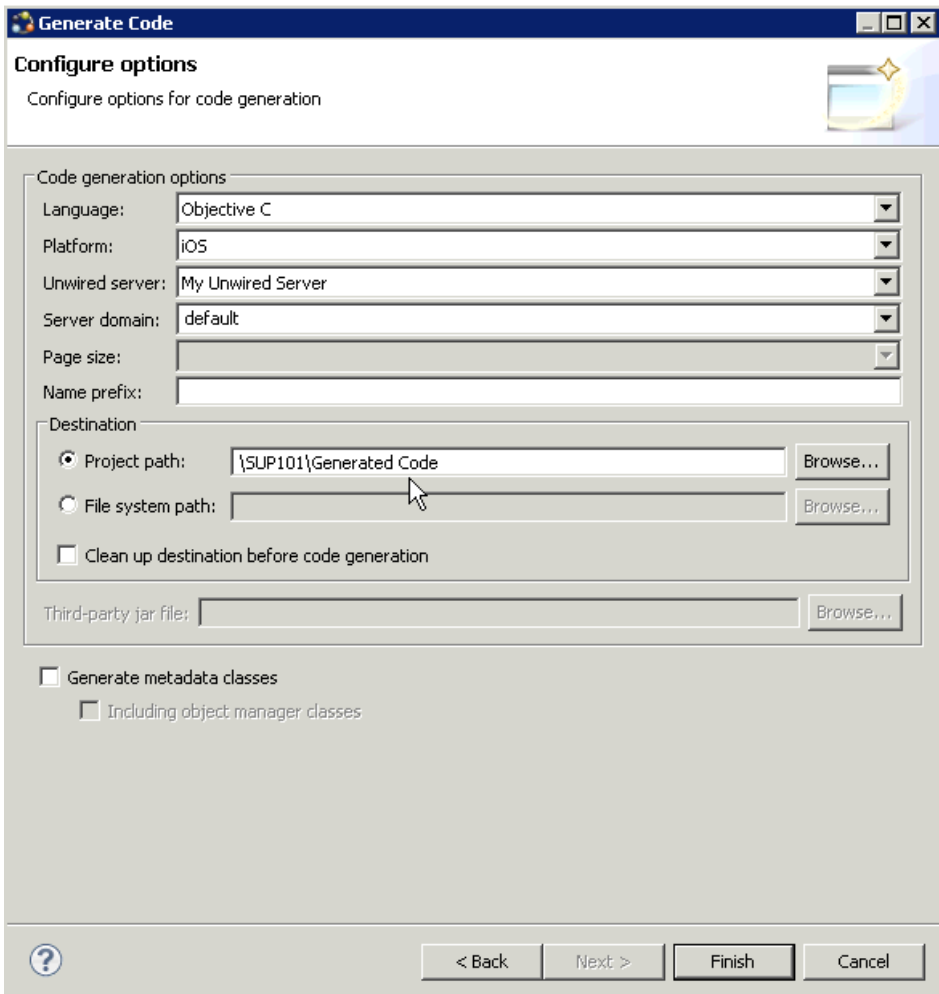 Generate Code
Configure options
Configure options for code generation
Code generation options
Language: Objective C
Platform: iOS
Unwired server: My Unwired Server
Server domain: default
Page size:
Name prefix:
Destination
Project path: \SUP101\Generated Code Browse...
File system path: Browse...
Clean up destination before code generation
Third-party jar file: Browse...
Generate metadata classes
Including object manager classes
? < Back Next > Finish Cancel